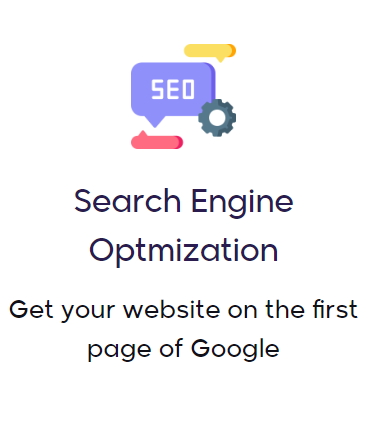 SEO
Search Engine
Optmization
Get your website on the first
page of Google